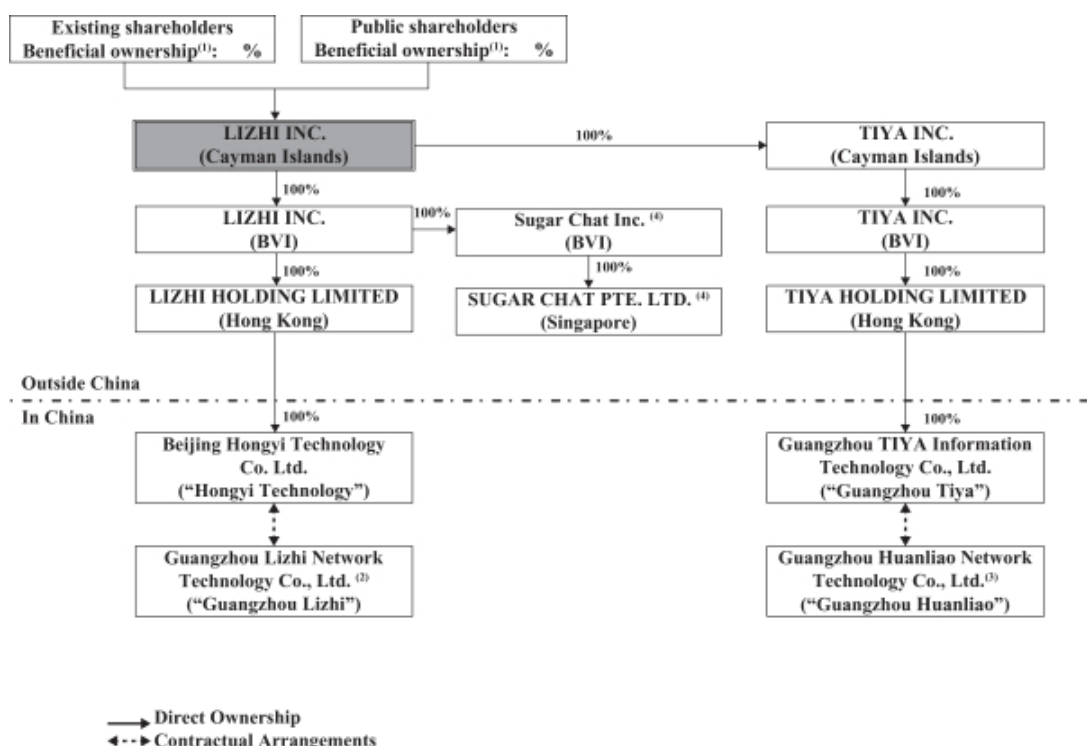 Existing shareholders
Beneficial ownership(1): %
Public shareholders
Beneficial ownership(1): %
LIZHI INC.
(Cayman Islands)
100%
TIYA INC.
(Cayman Islands)
100%
100%
LIZHI INC.
(BVI)
100%
Sugar Chat Inc. (4)
(BVI)
TIYA INC.
(BVI)
100%
100%
100%
LIZHI HOLDING LIMITED
(Hong Kong)
SUGAR CHAT PTE. LTD. (4)
(Singapore)
TIYA HOLDING LIMITED
(Hong Kong)
Outside China
In China
100%
100%
Beijing Hongyi Technology
Co. Ltd.
(“Hongyi Technology”)
Guangzhou TIYA Information
Technology Co., Ltd.
(“Guangzhou Tiya”)
Guangzhou Lizhi Network
Technology Co., Ltd. (2)
(“Guangzhou Lizhi”)
Guangzhou Huanliao Network
Technology Co., Ltd.(3)
(“Guangzhou Huanliao”)
Direct Ownership
Contractual Arrangements